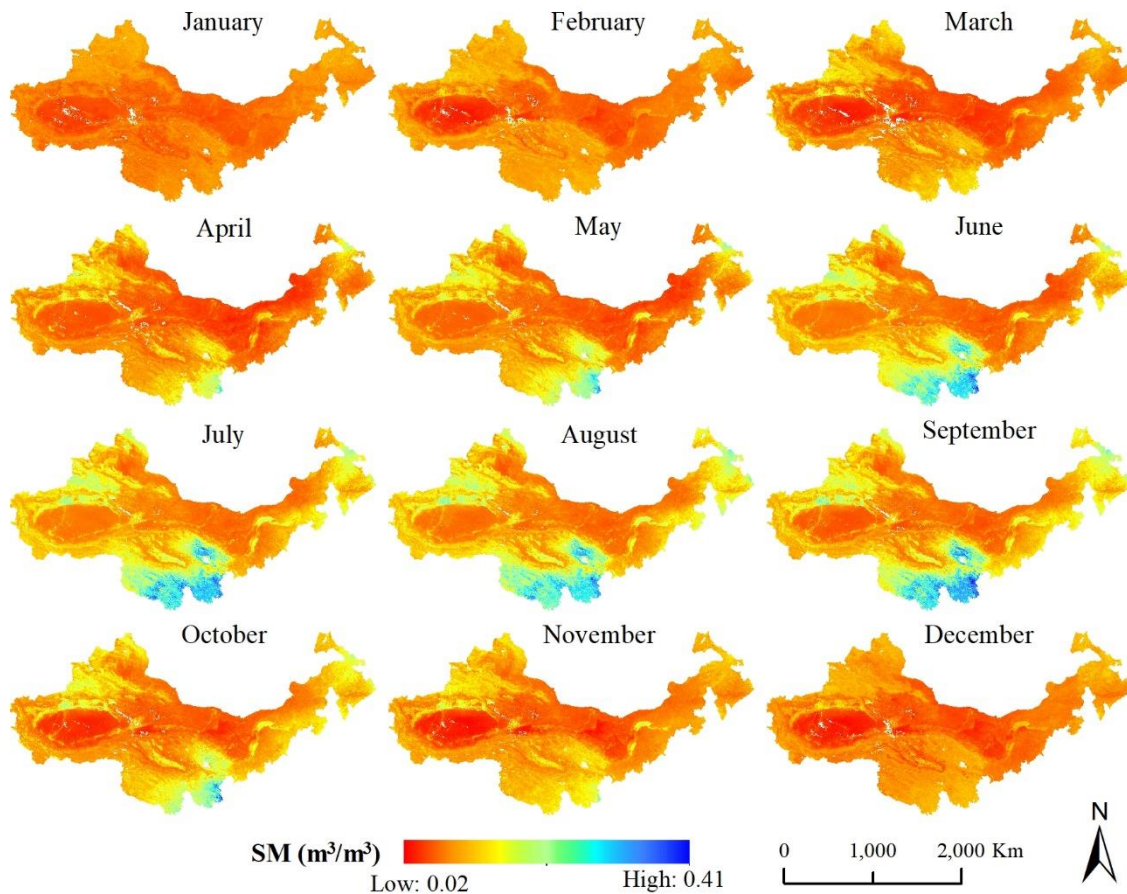 January
February
March
April
May
June
July
August
September
October
November
December
N
SM (m³/m³)
Low: 0.02
High: 0.41
0
1,000
2,000 Km